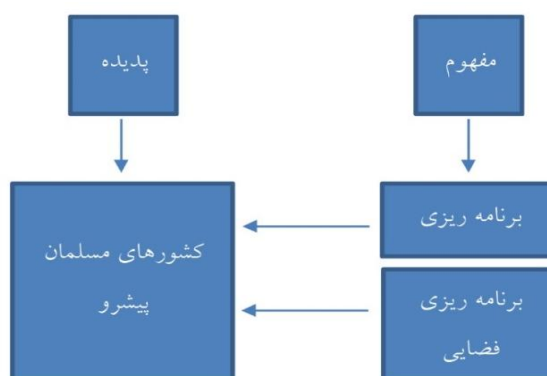 مفهوم
پدیده
برنامه ریزی
کشورهای مسلمان
پیشرو
برنامه ریزی
فضایی